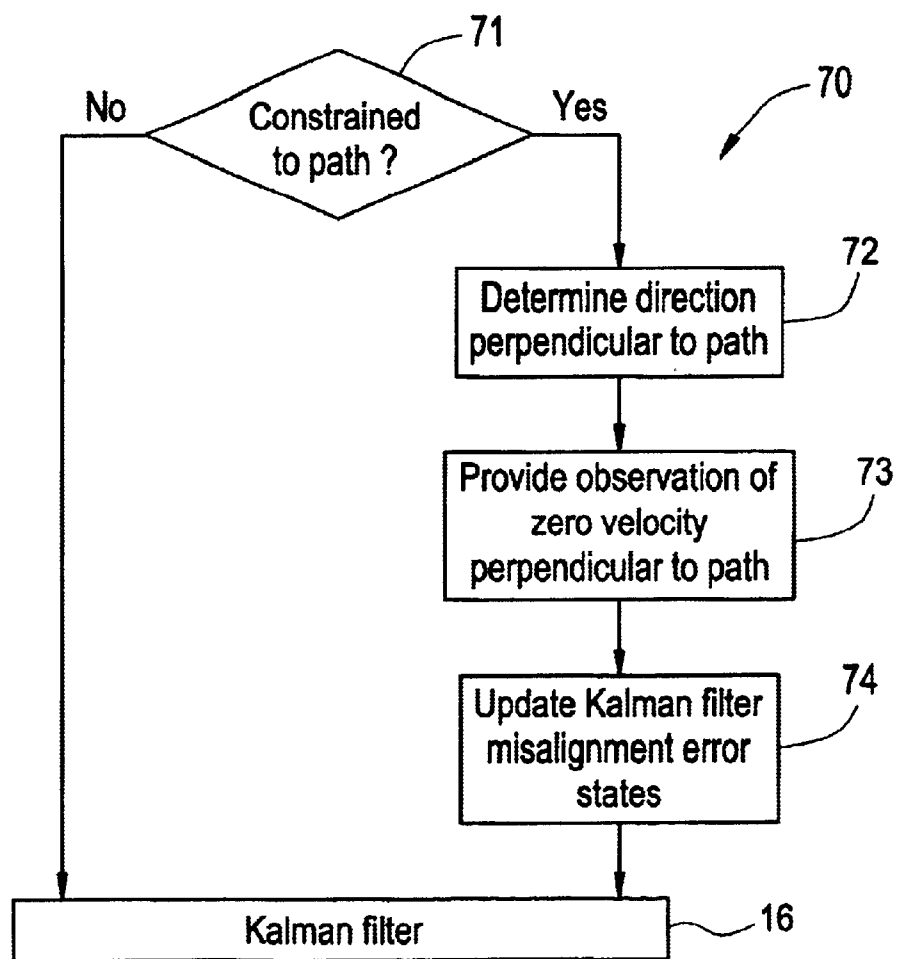 71
No
Constrained
to path ?
Yes
70
72
Determine direction
perpendicular to path
73
Provide observation of
zero velocity
perpendicular to path
74
Update Kalman filter
misalignment error
states
Kalman filter
16